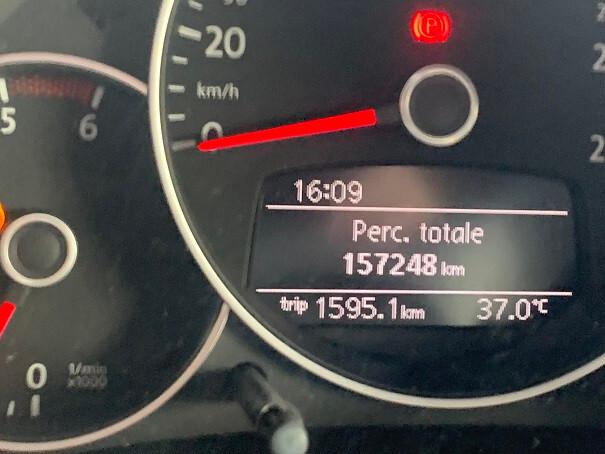 20
km/h
0
5 6
16:09
Perc. totale
157248 km
trip 1595.1 km 37.0°C
0 1/min
x1000
P